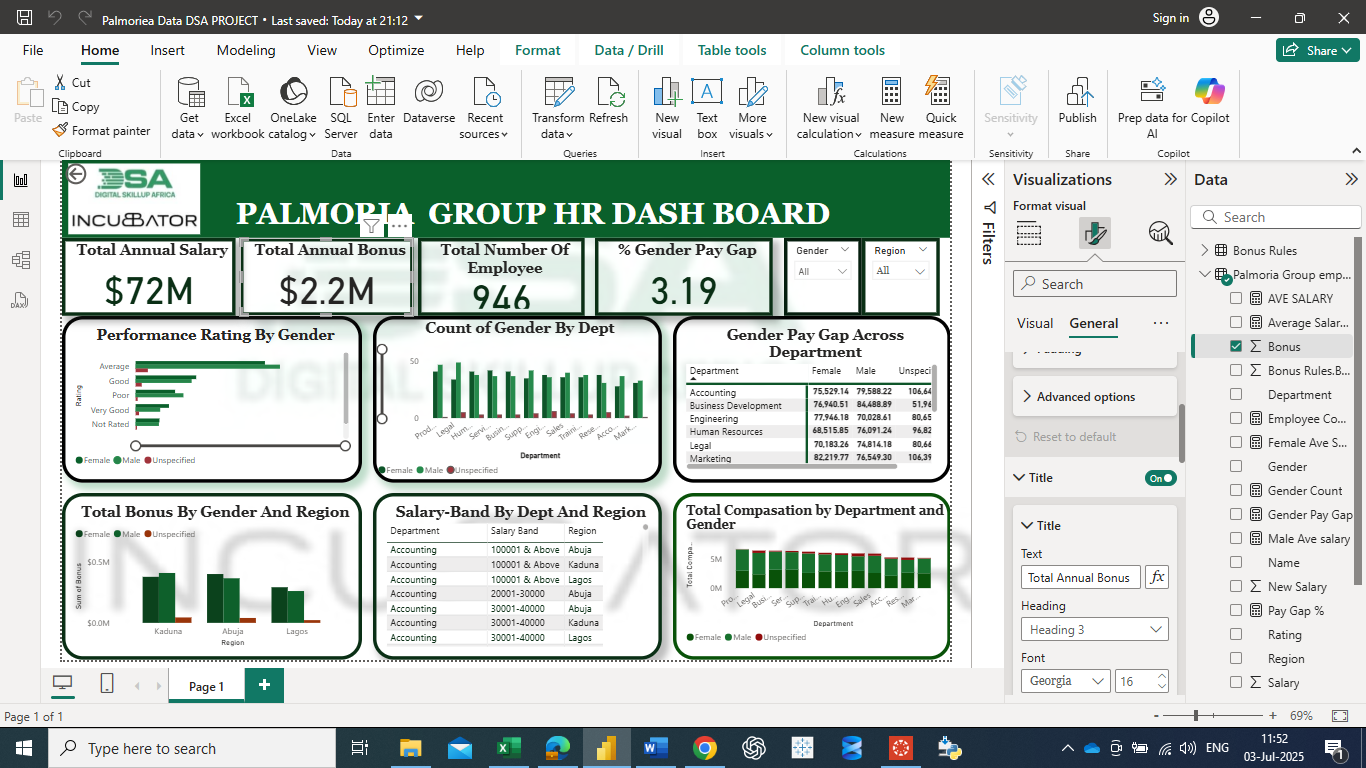 Palmoriea Data DSA PROJECT • Last saved: Today at 21:12
Sign in
File Home Insert Modeling View Optimize Help Format Data / Drill Table tools Column tools
Share
Paste
Cut
Copy
Format painter
Get data
Excel workbook
OneLake catalog
SQL Server
Enter data
Dataverse
Recent sources
Transform data
Refresh
New visual
Text box
More visuals
New visual calculation
New measure
Quick measure
Sensitivity
Publish
Prep data for AI
Copilot
Clipboard Data Queries Insert Calculations Sensitivity Share Copilot
DSA
DIGITAL SKILLUP AFRICA
INCUBATOR
PALMORIA GROUP HR DASH BOARD
Total Annual Salary
$72M
Total Annual Bonus
$2.2M
Total Number Of Employee
946
% Gender Pay Gap
3.19
Gender
All
Region
All
Performance Rating By Gender
Rating
Average
Good
Poor
Very Good
Not Rated
Female Male Unspecified
Count of Gender By Dept
50
0
Prod... Legal Hum... Servi... Busin... Supp... Engi... Sales Traini... Rese... Acco... Mark...
Department
Female Male Unspecified
Gender Pay Gap Across Department
Department Female Male Unspeci
Accounting 75,529.14 79,588.22 106,64
Business Development 76,940.51 84,488.89 51,96
Engineering 77,946.18 70,028.61 80,65
Human Resources 68,515.85 76,091.24 96,82
Legal 70,183.26 74,814.18 80,66
Marketing 82,219.77 76,549.30 106,39
Total Bonus By Gender And Region
Female Male Unspecified
Sum of Bonus
$0.5M
$0.0M
Kaduna Abuja Lagos
Region
Salary-Band By Dept And Region
Department Salary Band Region
Accounting 100001 & Above Abuja
Accounting 100001 & Above Kaduna
Accounting 100001 & Above Lagos
Accounting 20001-30000 Abuja
Accounting 30001-40000 Abuja
Accounting 30001-40000 Kaduna
Accounting 30001-40000 Lagos
Total Compasation by Department and Gender
Total Compa...
5M
0M
Pro... Legal Busi... Ser... Sup... Trai... Hu... Eng... Sales Acc... Res... Mar...
Department
Female Male Unspecified
Filters
Visualizations
Format visual
Search
Visual General
Advanced options
Reset to default
Title
On
Title
Text
Total Annual Bonus
fx
Heading
Heading 3
Font
Georgia 16
Data
Search
Bonus Rules
Palmoria Group emp...
AVE SALARY
Average Salar...
Bonus
Bonus Rules.B...
Department
Employee Co...
Female Ave S...
Gender
Gender Count
Gender Pay Gap
Male Ave salary
Name
New Salary
Pay Gap %
Rating
Region
Salary
Page 1
Page 1 of 1
69%
Type here to search
ENG
11:52
03-Jul-2025
1